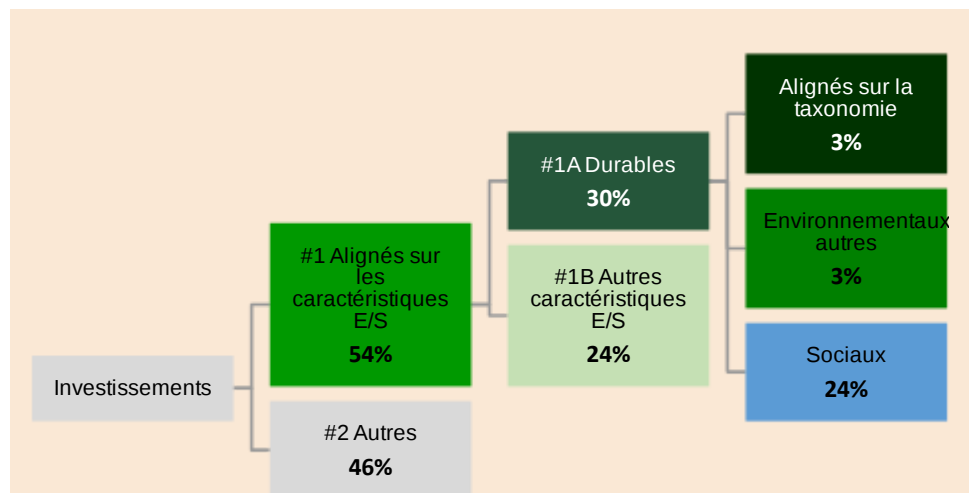 Investissements
#1 Alignés sur
les
caractéristiques
E/S
54%
#2 Autres
46%
#1A Durables
30%
#1B Autres
caractéristiques
E/S
24%
Alignés sur la
taxonomie
3%
Environnementaux
autres
3%
Sociaux
24%